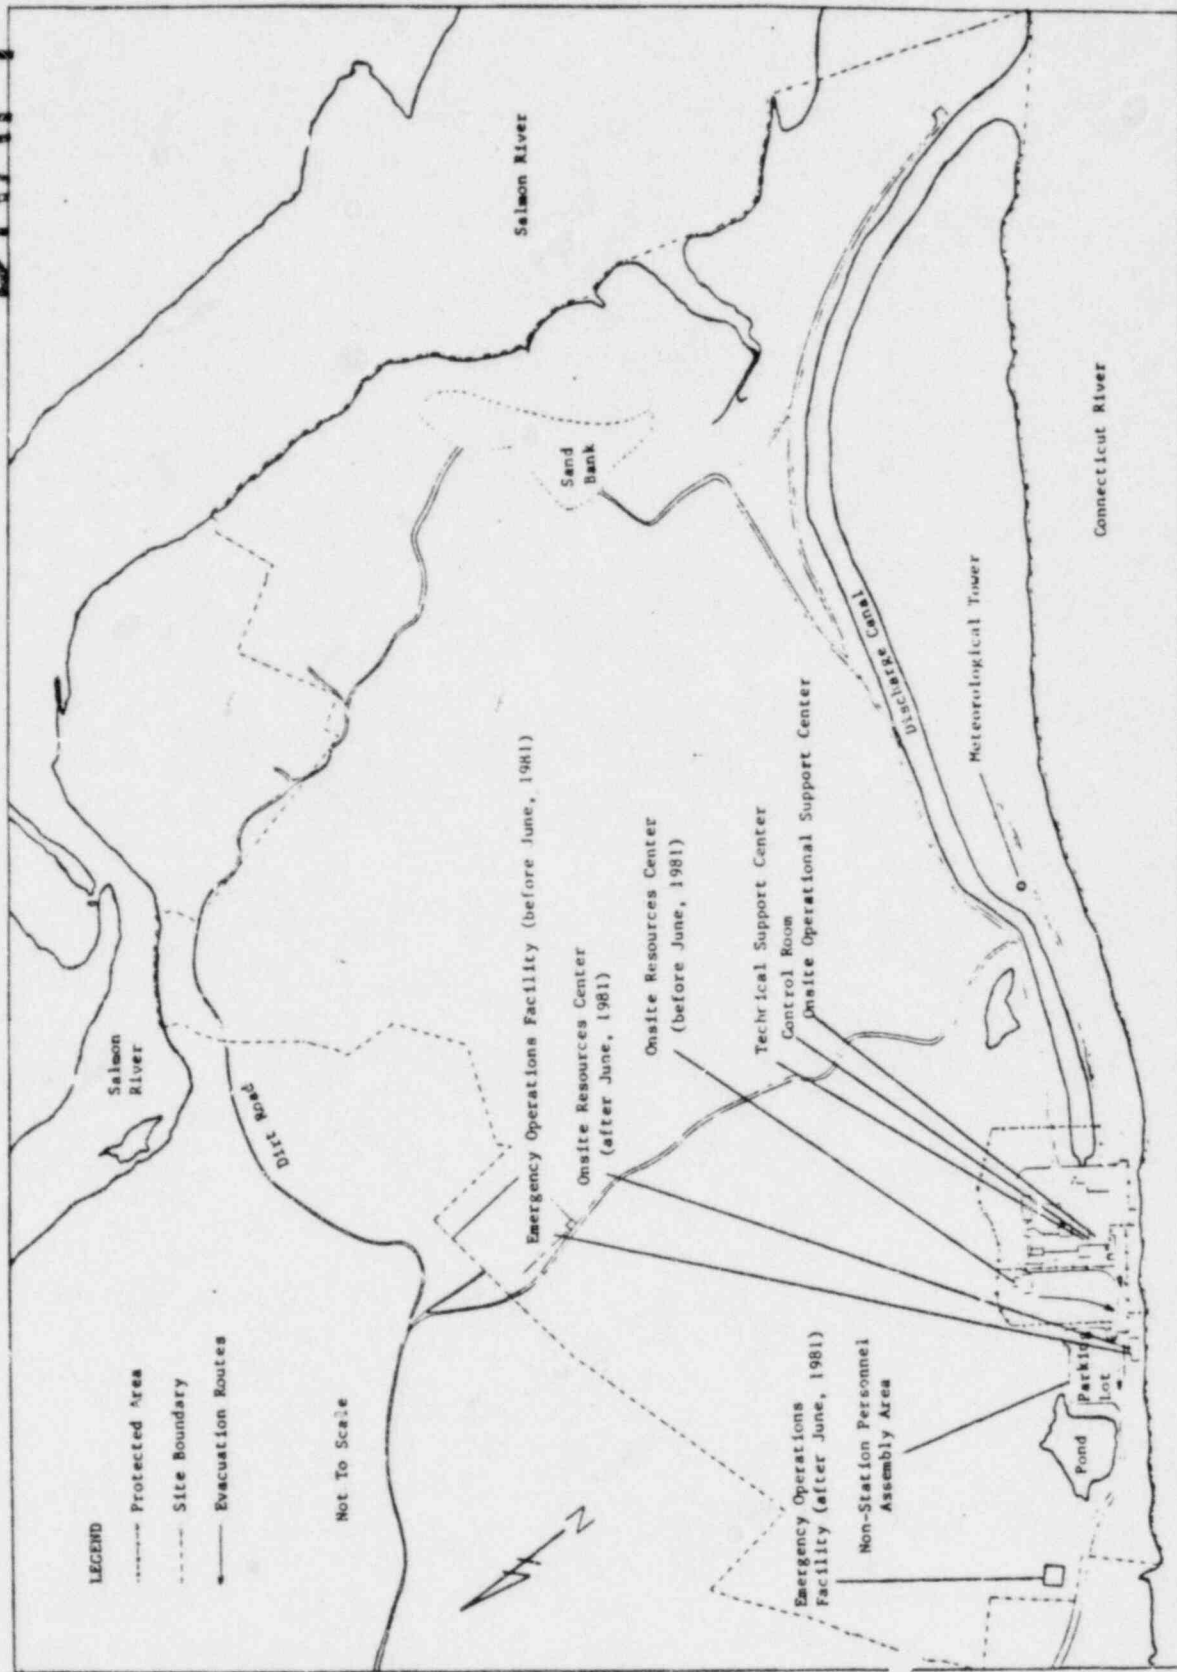 LEGEND
Protected Area
Site Boundary
Evacuation Routes
Not To Scale
N
Salmon
River
Dirt Road
Salmon River
Sand
Bank
Emergency Operations Facility (before June, 1981)
Onsite Resources Center
(after June, 1981)
Onsite Resources Center
(before June, 1981)
Technical Support Center
Control Room
Onsite Operational Support Center
Discharge Canal
Meteorological Tower
Connecticut River
Emergency Operations
Facility (after June, 1981)
Non-Station Personnel
Assembly Area
Pond
Parking
Lot